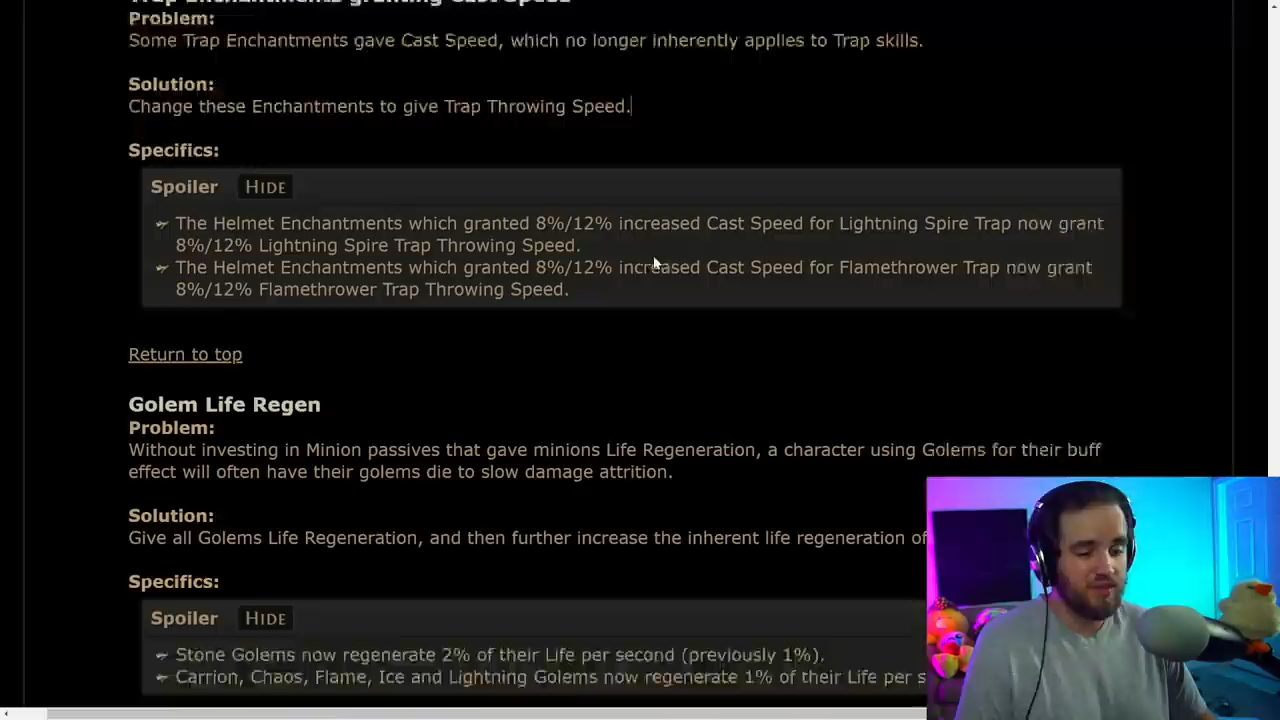 Trap Enchantments granting Cast Speed
Problem:
Some Trap Enchantments gave Cast Speed, which no longer inherently applies to Trap skills.
Solution:
Change these Enchantments to give Trap Throwing Speed.
Specifics:
Spoiler HIDE
The Helmet Enchantments which granted 8%/12% increased Cast Speed for Lightning Spire Trap now grant
8%/12% Lightning Spire Trap Throwing Speed.
The Helmet Enchantments which granted 8%/12% increased Cast Speed for Flamethrower Trap now grant
8%/12% Flamethrower Trap Throwing Speed.
Return to top
Golem Life Regen
Problem:
Without investing in Minion passives that gave minions Life Regeneration, a character using Golems for their buff
effect will often have their golems die to slow damage attrition.
Solution:
Give all Golems Life Regeneration, and then further increase the inherent life regeneration of
Specifics:
Spoiler HIDE
Stone Golems now regenerate 2% of their Life per second (previously 1%).
Carrion, Chaos, Flame, Ice and Lightning Golems now regenerate 1% of their Life per s